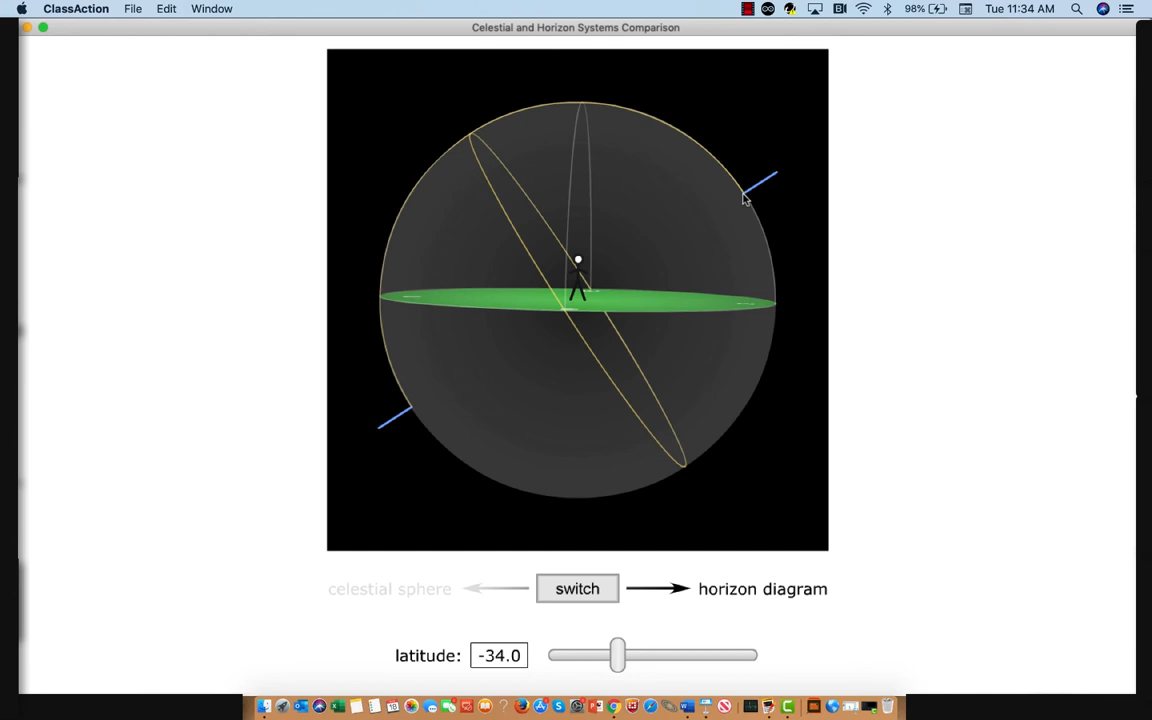 ClassAction File Edit Window 98% Tue 11:34 AM
Celestial and Horizon Systems Comparison
celestial sphere switch horizon diagram
latitude: -34.0